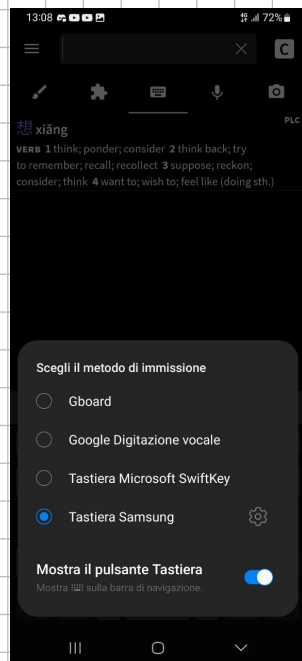 13:08 72%
C
想 xiǎng PLC
VERB 1 think; ponder; consider 2 think back; try
to remember; recall; recollect 3 suppose; reckon;
consider; think 4 want to; wish to; feel like (doing sth.)
Scegli il metodo di immissione
Gboard
Google Digitazione vocale
Tastiera Microsoft SwiftKey
Tastiera Samsung
Mostra il pulsante Tastiera
Mostra sulla barra di navigazione.